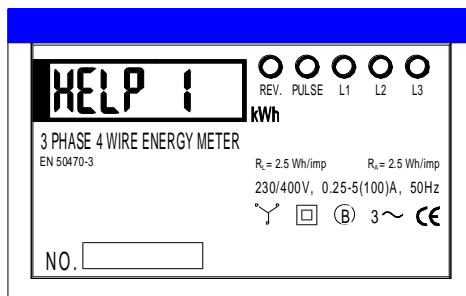 HELP 1
REV. PULSE L1 L2 L3
kWh
3 PHASE 4 WIRE ENERGY METER
EN 50470-3
RL= 2.5 Wh/imp RA= 2.5 Wh/imp
230/400V, 0.25-5(100)A, 50Hz
B 3~ CE
NO.